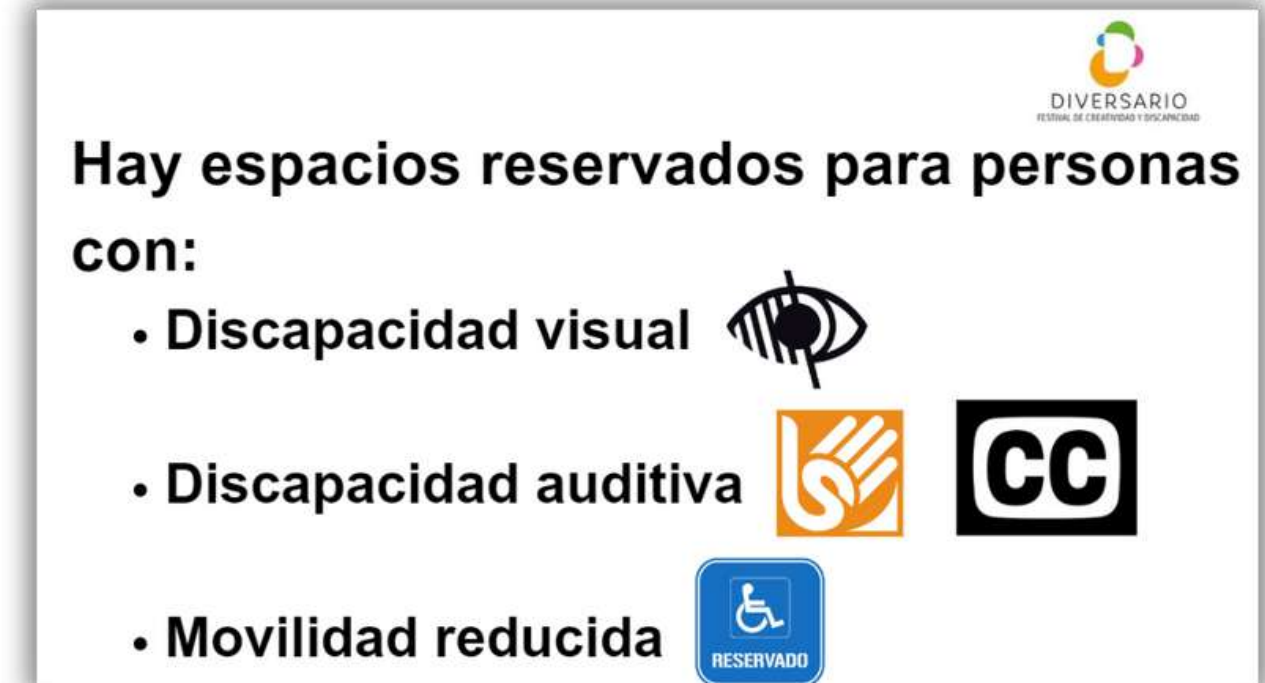 DIVERSARIO
FESTIVAL DE CREATIVIDAD Y DISCAPACIDAD
Hay espacios reservados para personas
con:
• Discapacidad visual
• Discapacidad auditiva
CC
• Movilidad reducida
RESERVADO